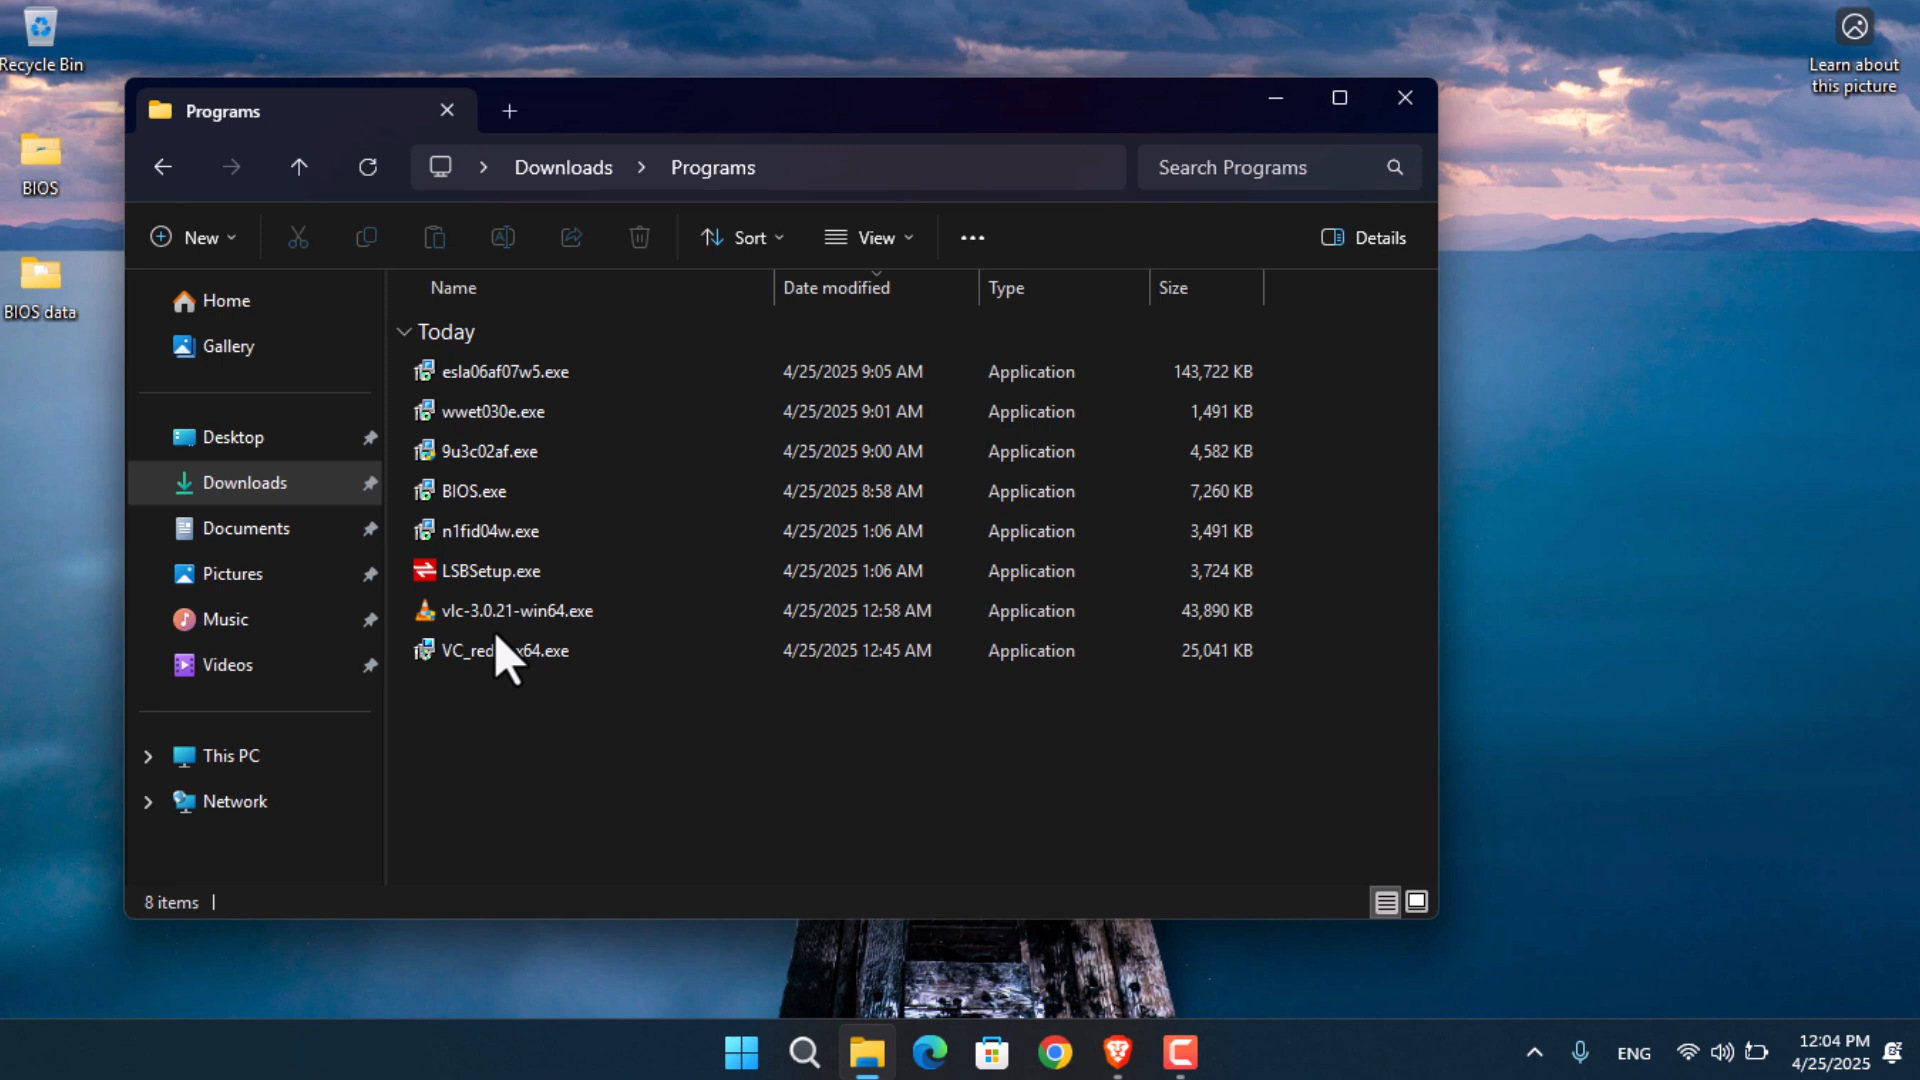 Recycle Bin
Learn about
this picture
BIOS
BIOS data
Programs
Downloads
Programs
Search Programs
New
Sort
View
Details
Name
Date modified
Type
Size
Home
Gallery
Desktop
Downloads
Documents
Pictures
Music
Videos
This PC
Network
Today
esla06af07w5.exe 4/25/2025 9:05 AM Application 143,722 KB
wwet030e.exe 4/25/2025 9:01 AM Application 1,491 KB
9u3c02af.exe 4/25/2025 9:00 AM Application 4,582 KB
BIOS.exe 4/25/2025 8:58 AM Application 7,260 KB
n1fid04w.exe 4/25/2025 1:06 AM Application 3,491 KB
LSBSetup.exe 4/25/2025 1:06 AM Application 3,724 KB
vlc-3.0.21-win64.exe 4/25/2025 12:58 AM Application 43,890 KB
4/25/2025 12:45 AM Application 25,041 KB
8 items
ENG
12:04 PM
4/25/2025